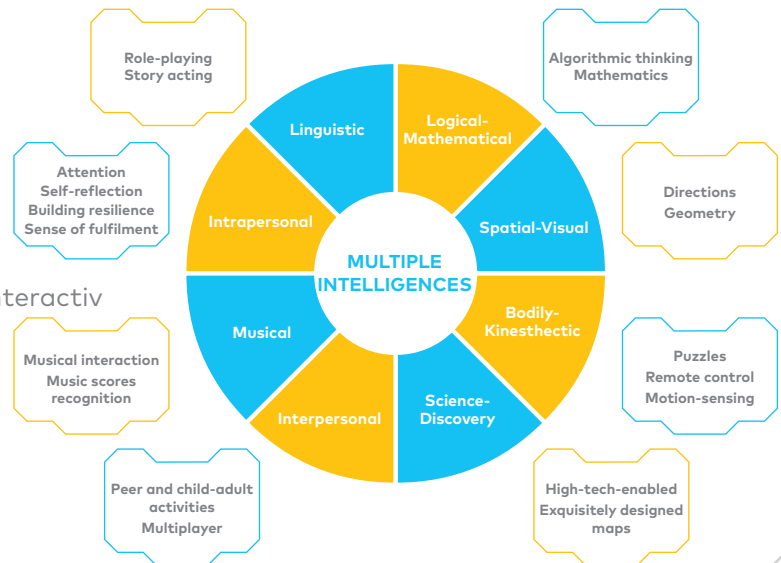 Role-playing
Story acting
Algorithmic thinking
Mathematics
Linguistic
Logical-
Mathematical
Attention
Self-reflection
Building resilience
Sense of fulfilment
Directions
Geometry
Intrapersonal
Spatial-Visual
MULTIPLE
INTELLIGENCES
nteractiv
Musical
Bodily-
Kinesthectic
Musical interaction
Music scores
recognition
Puzzles
Remote control
Motion-sensing
Interpersonal
Science-
Discovery
Peer and child-adult
activities
Multiplayer
High-tech-enabled
Exquisitely designed
maps